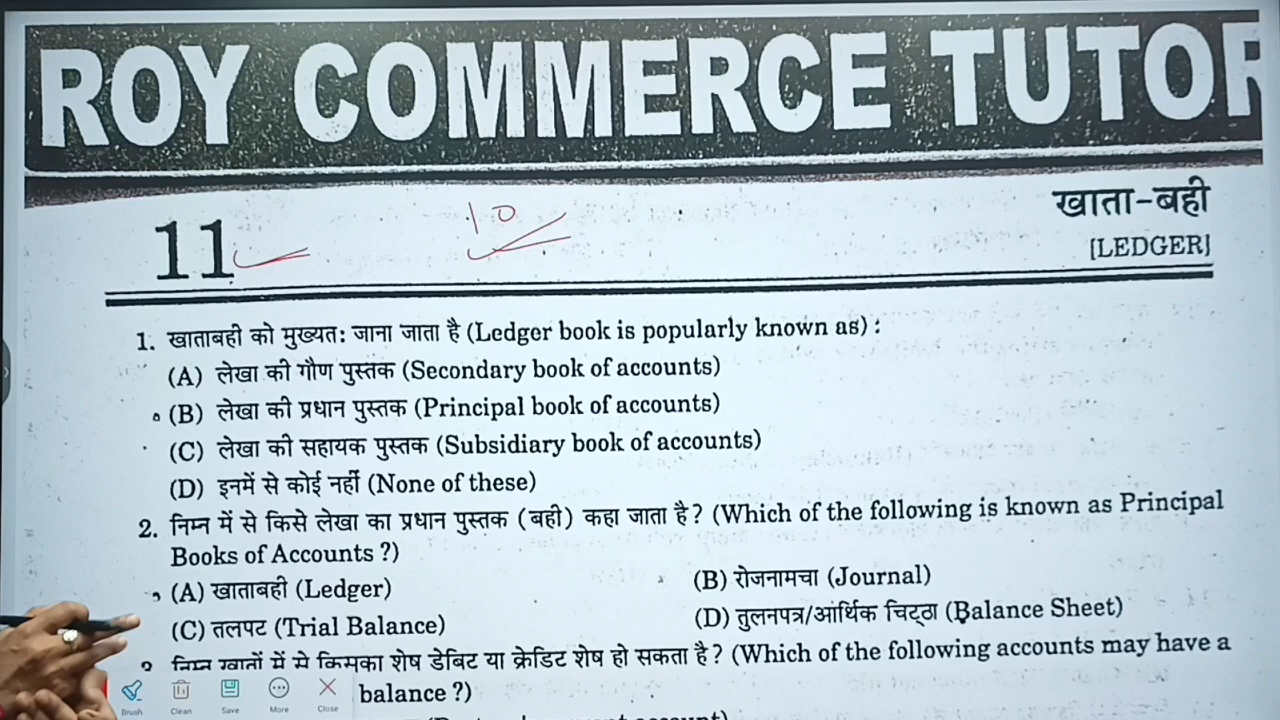 ROY COMMERCE TUTOR
11
10
खाता-बही
[LEDGER]
1. खाताबही को मुख्यत: जाना जाता है (Ledger book is popularly known as) :
(A) लेखा की गौण पुस्तक (Secondary book of accounts)
(B) लेखा की प्रधान पुस्तक (Principal book of accounts)
(C) लेखा की सहायक पुस्तक (Subsidiary book of accounts)
(D) इनमें से कोई नहीं (None of these)
2. निम्न में से किसे लेखा का प्रधान पुस्तक (बही) कहा जाता है? (Which of the following is known as Principal
Books of Accounts ?)
(A) खाताबही (Ledger) (B) रोजनामचा (Journal)
(C) तलपट (Trial Balance) (D) तुलनपत्र/आर्थिक चिट्ठा (Balance Sheet)
निम्न खातों में से किसका शेष डेबिट या क्रेडिट शेष हो सकता है? (Which of the following accounts may have a
balance ?)
Brush Clean Save More Close